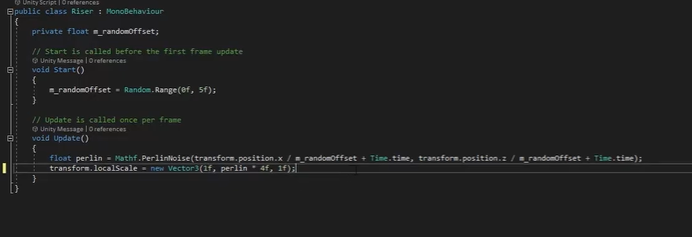 Unity Script | 0 references
public class Riser : MonoBehaviour
{
private float m_randomOffset;
// Start is called before the first frame update
Unity Message | 0 references
void Start()
{
m_randomOffset = Random.Range(0f, 5f);
}
// Update is called once per frame
Unity Message | 0 references
void Update()
{
float perlin = Mathf.PerlinNoise(transform.position.x / m_randomOffset + Time.time, transform.position.z / m_randomOffset + Time.time);
transform.localScale = new Vector3(1f, perlin * 4f, 1f);
}
}